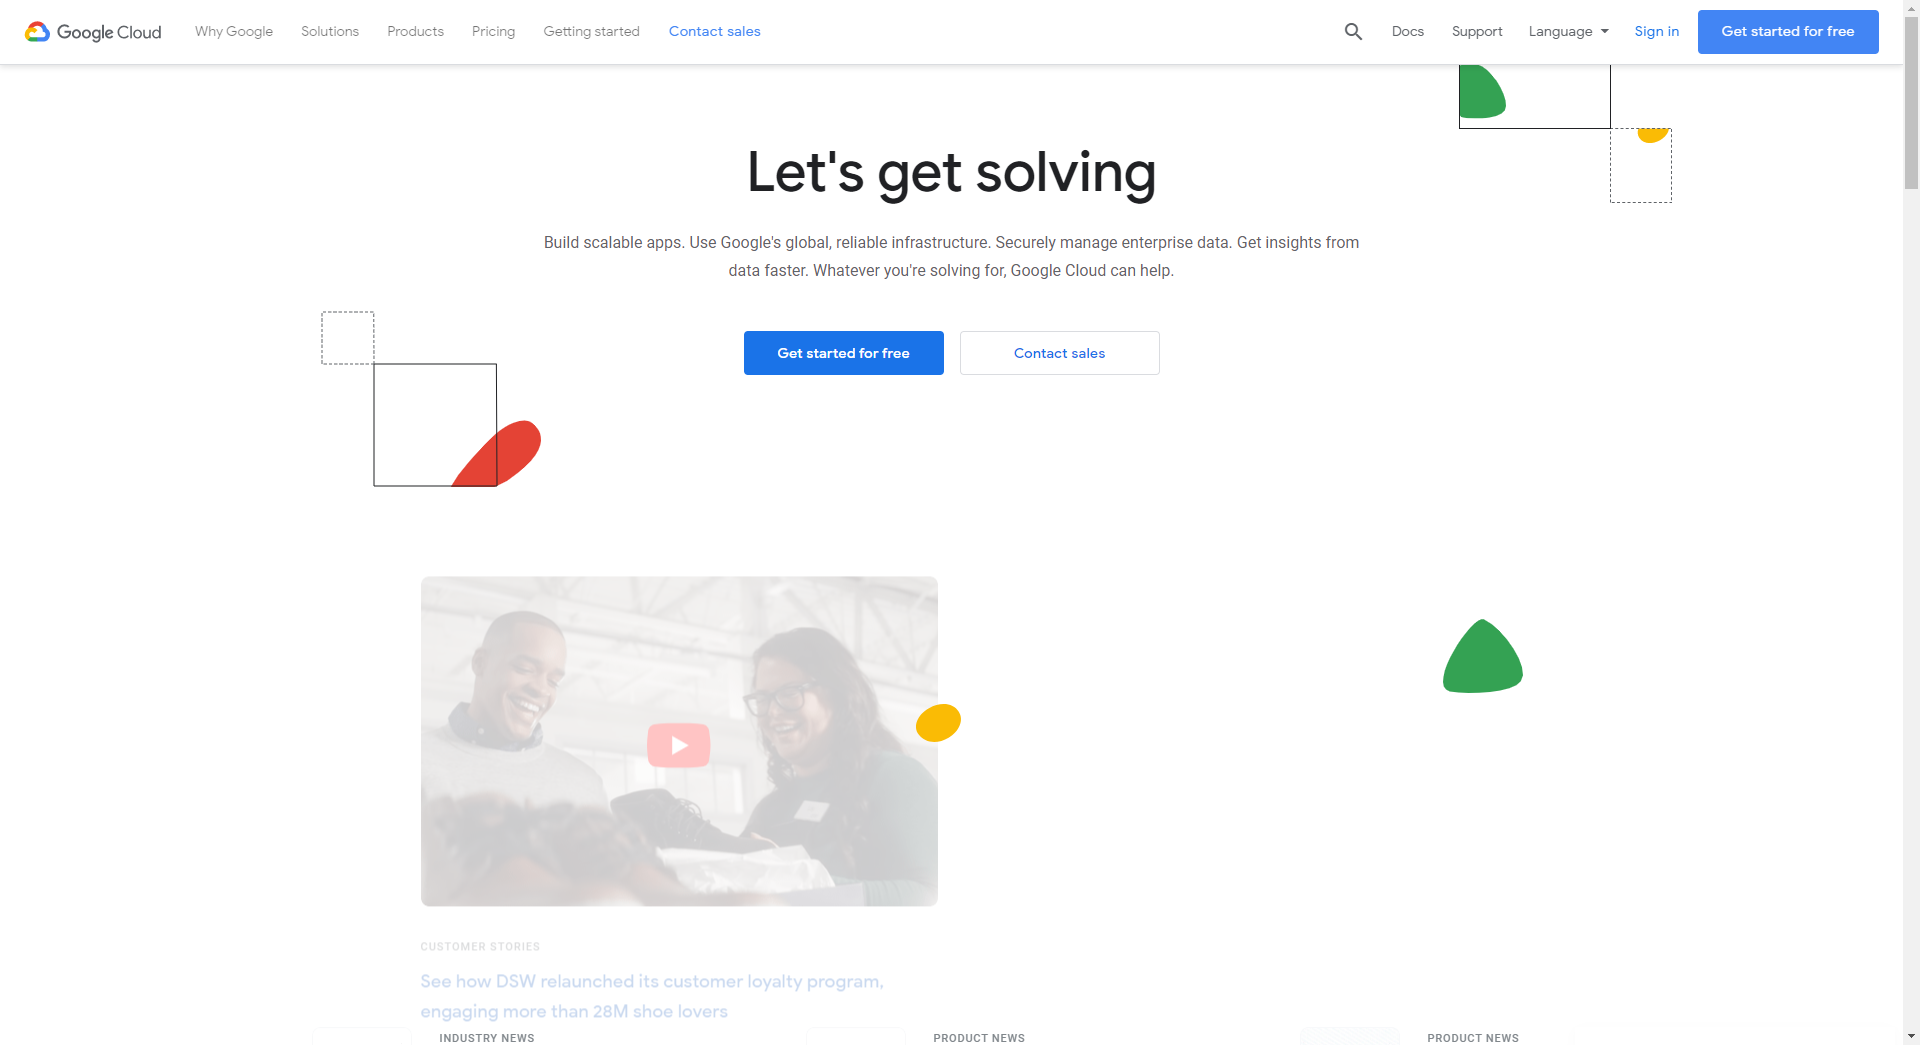 Google Cloud
Why Google
Solutions
Products
Pricing
Getting started
Contact sales
Docs
Support
Language
Sign in
Get started for free
Let's get solving
Build scalable apps. Use Google's global, reliable infrastructure. Securely manage enterprise data. Get insights from
data faster. Whatever you're solving for, Google Cloud can help.
Get started for free
Contact sales
CUSTOMER STORIES
See how DSW relaunched its customer loyalty program,
engaging more than 28M shoe lovers
INDUSTRY NEWS
PRODUCT NEWS
PRODUCT NEWS